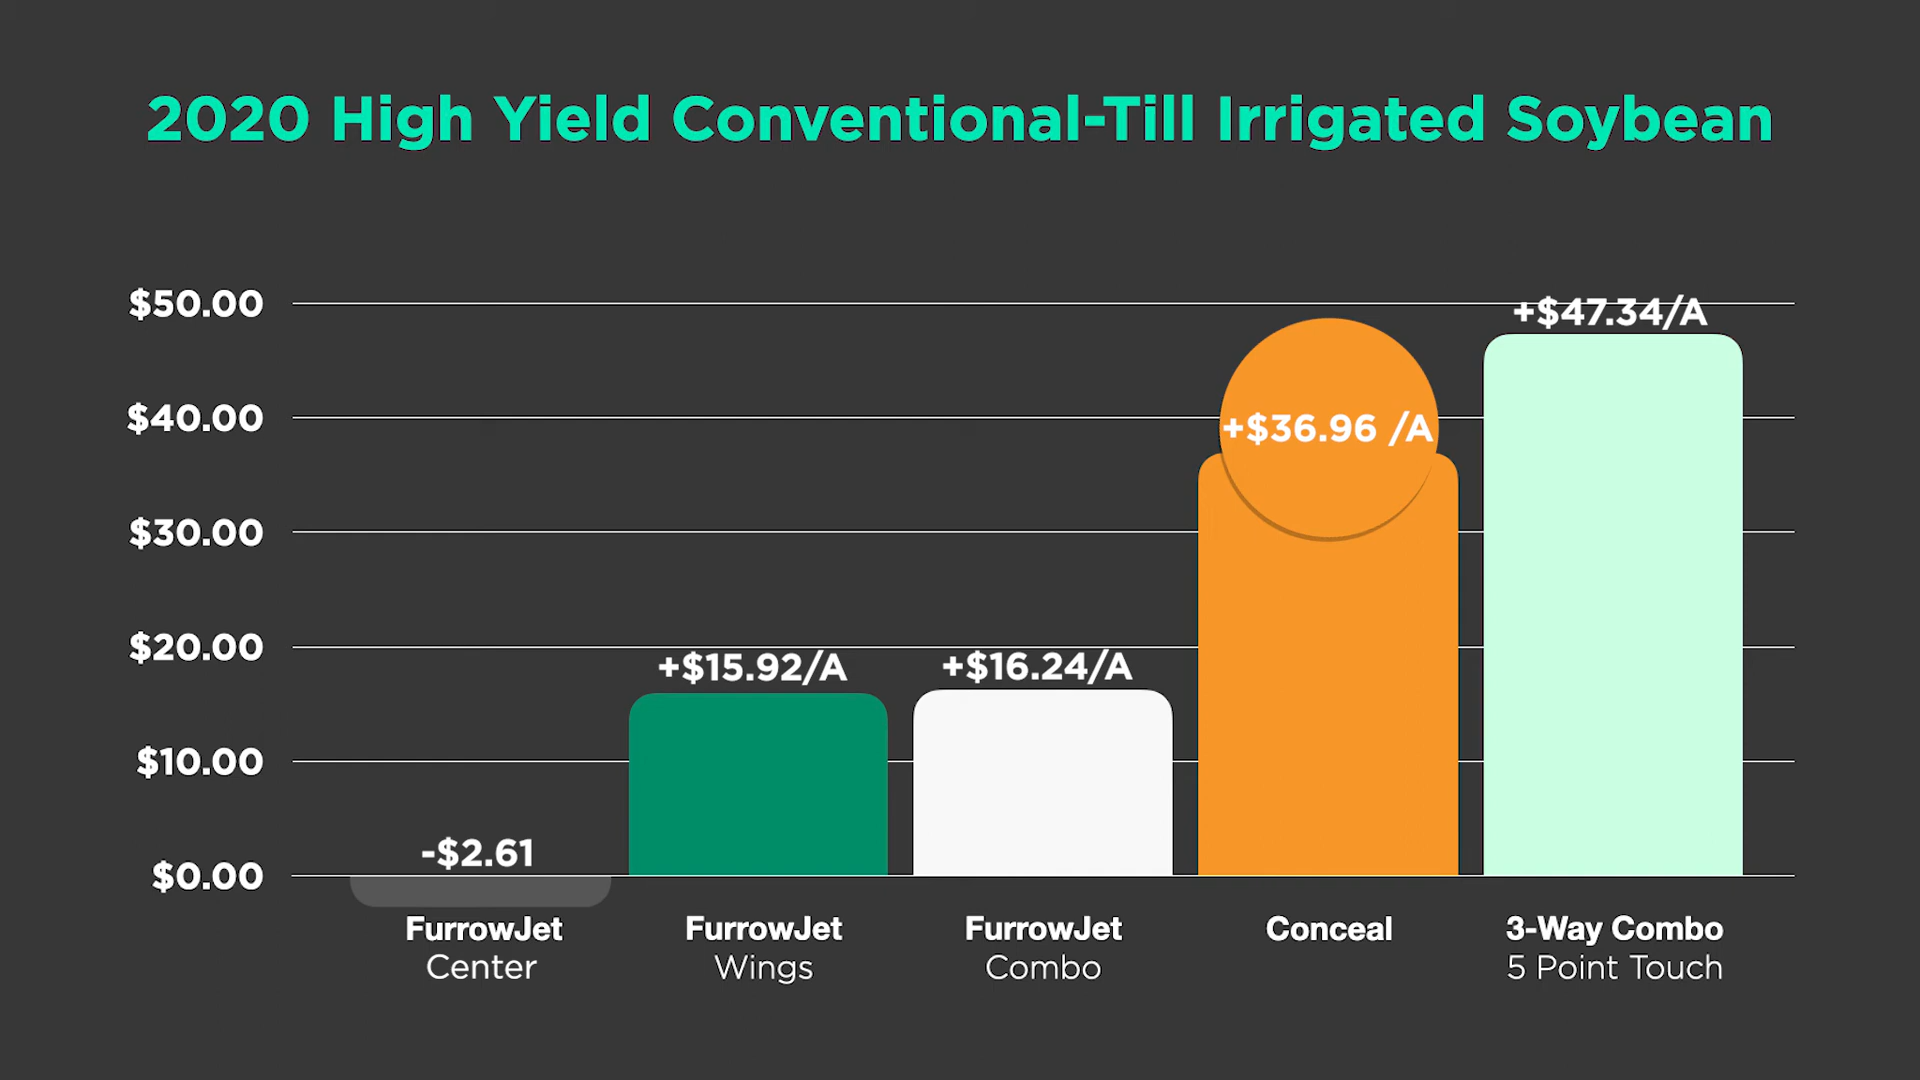 2020 High Yield Conventional-Till Irrigated Soybean
$50.00
$40.00
$30.00
$20.00
$10.00
$0.00
-$2.61
+$15.92/A
+$16.24/A
+$36.96 /A
+$47.34/A
FurrowJet
Center
FurrowJet
Wings
FurrowJet
Combo
Conceal
3-Way Combo
5 Point Touch